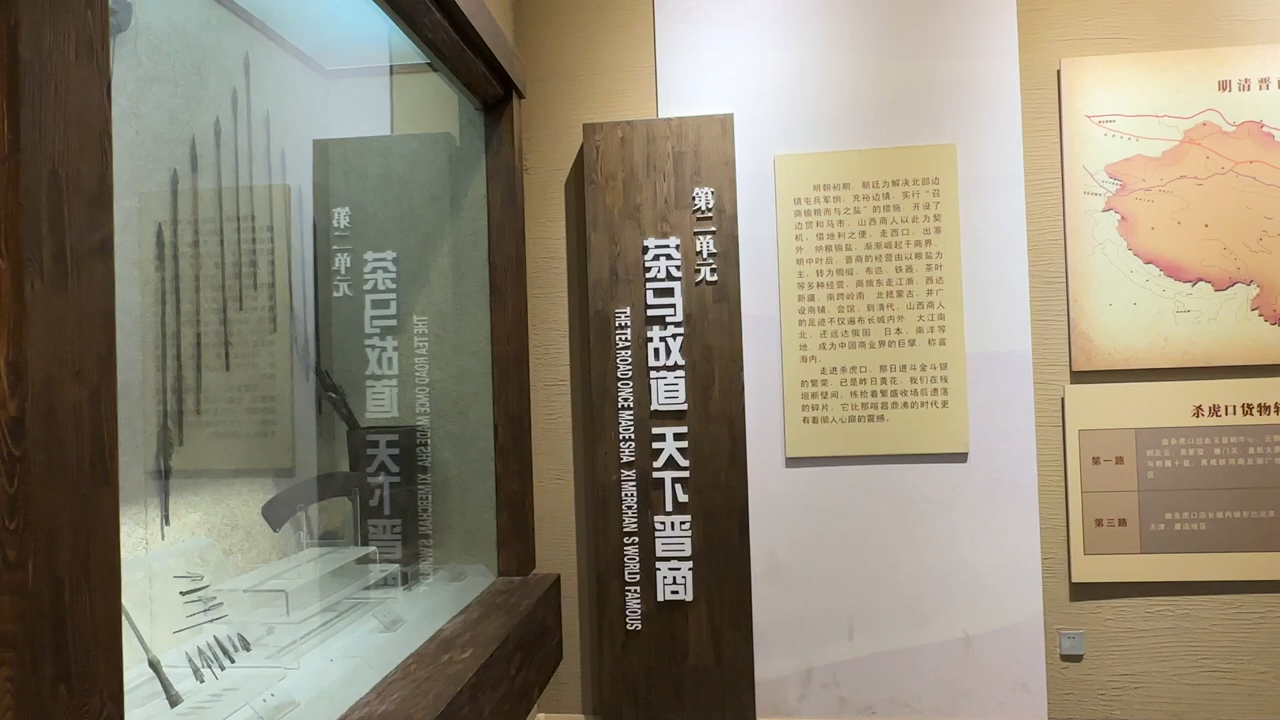 第二单元
茶马故道 天下晋商
THE TEA ROAD ONCE MADE SHA XI MERCHAN S WORLD FAMOUS
明朝初期,朝廷为解决北部边
镇屯兵军饷,充裕边镇,实行“召
商输粮而与之盐”的措施,开设了
边贸和马市,山西商人以此为契
机,借地利之便,走西口,出塞
外,纳粮输盐,渐渐崛起于商界,
明中叶后,晋商的经营由以粮盐为
主,转为绸缎、布匹、铁器、茶叶
等多种经营,商旅东走江浙、西达
新疆、南跨岭南、北抵蒙古,并广
设商铺、会馆,到清代,山西商人
的足迹不仅遍布长城内外、大江南
北,还远达俄国、日本、南洋等
地,成为中国商业界的巨擘,称富
海内。
走进杀虎口,那日进斗金斗银
的繁荣,已是昨日黄花,我们在残
垣断壁间,拣拾着繁盛收场后遗落
的碎片,它比那喧嚣鼎沸的时代更
有着彻人心扉的震撼。
明清晋
杀虎口货物
第一路
第三路